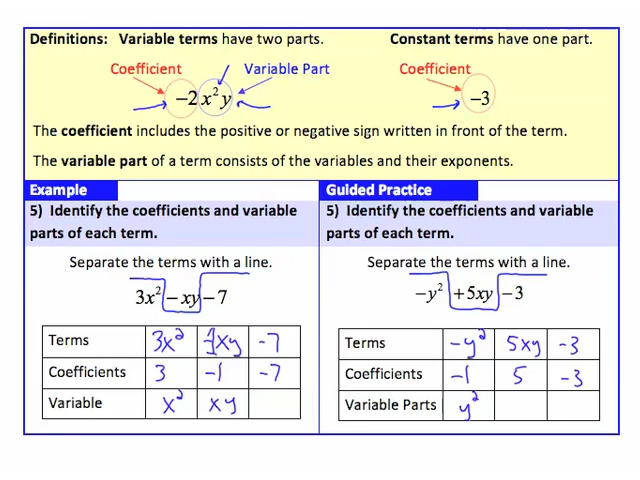 Definitions: Variable terms have two parts. Constant terms have one part.
Coefficient Variable Part Coefficient
−2x²y −3
The coefficient includes the positive or negative sign written in front of the term.
The variable part of a term consists of the variables and their exponents.
Example
5) Identify the coefficients and variable
parts of each term.
Separate the terms with a line.
3x² − xy − 7
Terms 3x² -1xy -7
Coefficients 3 -1 -7
Variable x² xy
Guided Practice
5) Identify the coefficients and variable
parts of each term.
Separate the terms with a line.
−y² +5xy −3
Terms -y² 5xy -3
Coefficients -1 5 -3
Variable Parts y²